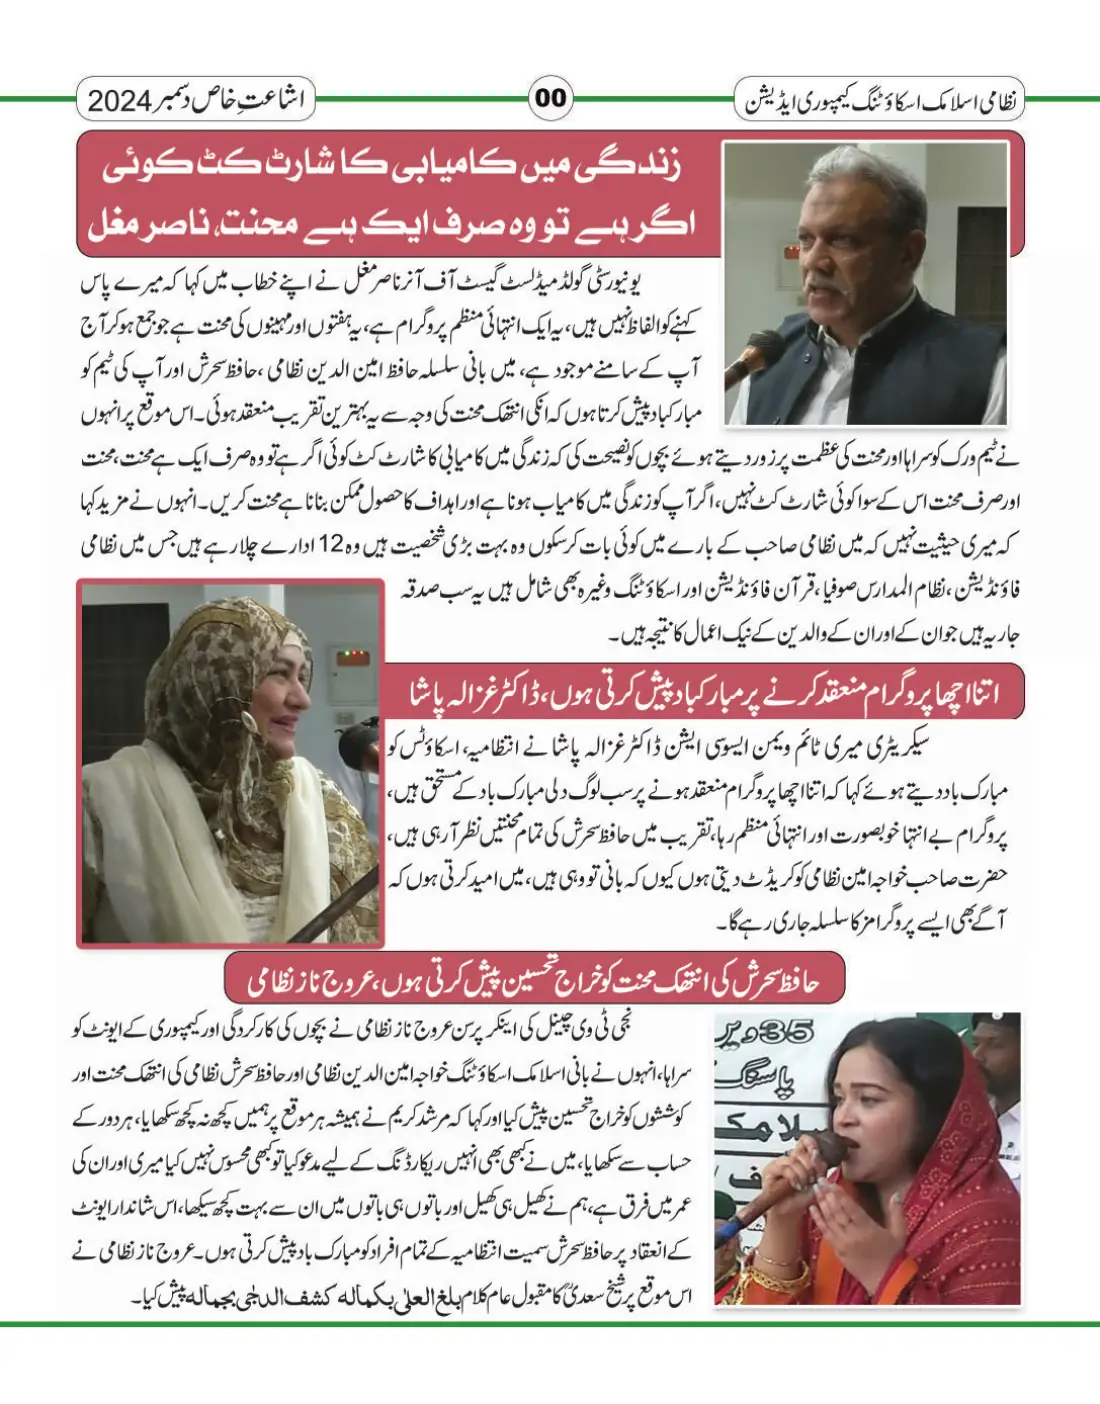 نظامی اسلامک اسکاؤٹنگ کیمپوری ایڈیشن
00
اشاعتِ خاص دسمبر 2024
زندگی میں کامیابی کا شارٹ کٹ کوئی
اگر ہے تو وہ صرف ایک ہے محنت، ناصر مغل
یونیورسٹی گولڈ میڈلسٹ گیسٹ آف آنر ناصر مغل نے اپنے خطاب میں کہا کہ میرے پاس
کہنے کو الفاظ نہیں ہیں، یہ ایک انتہائی منظم پروگرام ہے، یہ ہفتوں اور مہینوں کی محنت ہے جو جمع ہو کر آج
آپ کے سامنے موجود ہے، میں بانی سلسلہ حافظ امین الدین نظامی، حافظ سحرش اور آپ کی ٹیم کو
مبارکباد پیش کرتا ہوں کہ انکی انتھک محنت کی وجہ سے یہ بہترین تقریب منعقد ہوئی۔ اس موقع پر انہوں
نے ٹیم ورک کو سراہا اور محنت کی عظمت پر زور دیتے ہوئے بچوں کو نصیحت کی کہ زندگی میں کامیابی کا شارٹ کٹ کوئی اگر ہے تو وہ صرف ایک ہے محنت، محنت
اور صرف محنت اس کے سوا کوئی شارٹ کٹ نہیں، اگر آپ کو زندگی میں کامیاب ہونا ہے اور اہداف کا حصول ممکن بنانا ہے محنت کریں۔ انہوں نے مزید کہا
کہ میری حیثیت نہیں کہ میں نظامی صاحب کے بارے میں کوئی بات کرسکوں وہ بہت بڑی شخصیت ہیں وہ 12 ادارے چلا رہے ہیں جس میں نظامی
فاؤنڈیشن، نظام المدارس صوفیا، قرآن فاؤنڈیشن اور اسکاؤٹنگ وغیرہ بھی شامل ہیں یہ سب صدقہ
جاریہ ہیں جو ان کے اور ان کے والدین کے نیک اعمال کا نتیجہ ہیں۔
اتنا اچھا پروگرام منعقد کرنے پر مبارکباد پیش کرتی ہوں، ڈاکٹر غزالہ پاشا
سیکریٹری میری ٹائم ویمن ایسوسی ایشن ڈاکٹر غزالہ پاشا نے انتظامیہ، اسکاؤٹس کو
مبارک باد دیتے ہوئے کہا کہ اتنا اچھا پروگرام منعقد ہونے پر سب لوگ دلی مبارک باد کے مستحق ہیں،
پروگرام بے انتہا خوبصورت اور انتہائی منظم رہا، تقریب میں حافظ سحرش کی تمام محنتیں نظر آرہی ہیں،
حضرت صاحب خواجہ امین نظامی کو کریڈٹ دیتی ہوں کیوں کہ بانی تو وہی ہیں، میں امید کرتی ہوں کہ
آگے بھی ایسے پروگرامز کا سلسلہ جاری رہے گا۔
حافظ سحرش کی انتھک محنت کو خراج تحسین پیش کرتی ہوں، عروج ناز نظامی
نجی ٹی وی چینل کی اینکر پرسن عروج ناز نظامی نے بچوں کی کارکردگی اور کیمپوری کے ایونٹ کو
سراہا، انہوں نے بانی اسلامک اسکاؤٹنگ خواجہ امین الدین نظامی اور حافظ سحرش نظامی کی انتھک محنت اور
کوششوں کو خراج تحسین پیش کیا اور کہا کہ مرشد کریم نے ہمیشہ ہر موقع پر ہمیں کچھ نہ کچھ سکھایا، ہر دور کے
حساب سے سکھایا، میں نے کبھی بھی انہیں ریکارڈنگ کے لیے مدعو کیا تو کبھی محسوس نہیں کیا میری اور ان کی
عمر میں فرق ہے، ہم نے کھیل ہی کھیل اور باتوں ہی باتوں میں ان سے بہت کچھ سیکھا، اس شاندار ایونٹ
کے انعقاد پر حافظ سحرش سمیت انتظامیہ کے تمام افراد کو مبارک باد پیش کرتی ہوں۔ عروج ناز نظامی نے
اس موقع پر شیخ سعدیؒ کا مقبول عام کلام بلغ العلیٰ بکمالہ کشف الدجیٰ بجمالہ پیش کیا۔
35ویں
پاسنگ